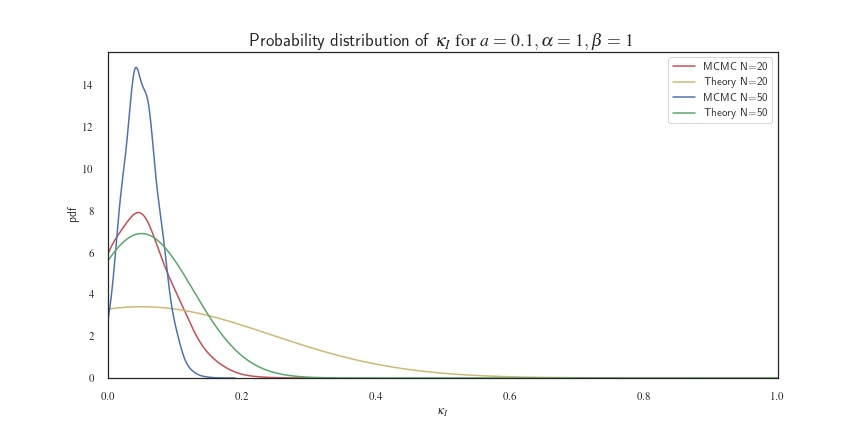 Probability distribution of κ_I for a = 0.1, α = 1, β = 1
MCMC N=20
Theory N=20
MCMC N=50
Theory N=50
pdf
14
12
10
8
6
4
2
0
0.0 0.2 0.4 0.6 0.8 1.0
κ_I